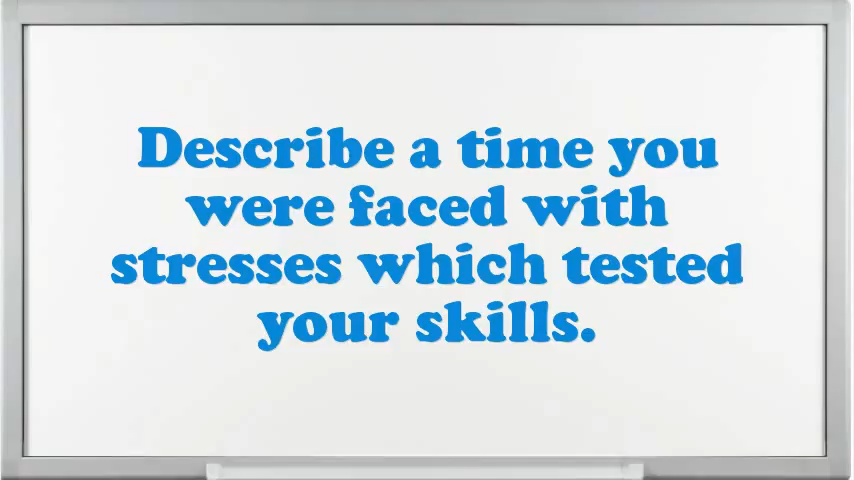 Describe a time you
were faced with
stresses which tested
your skills.